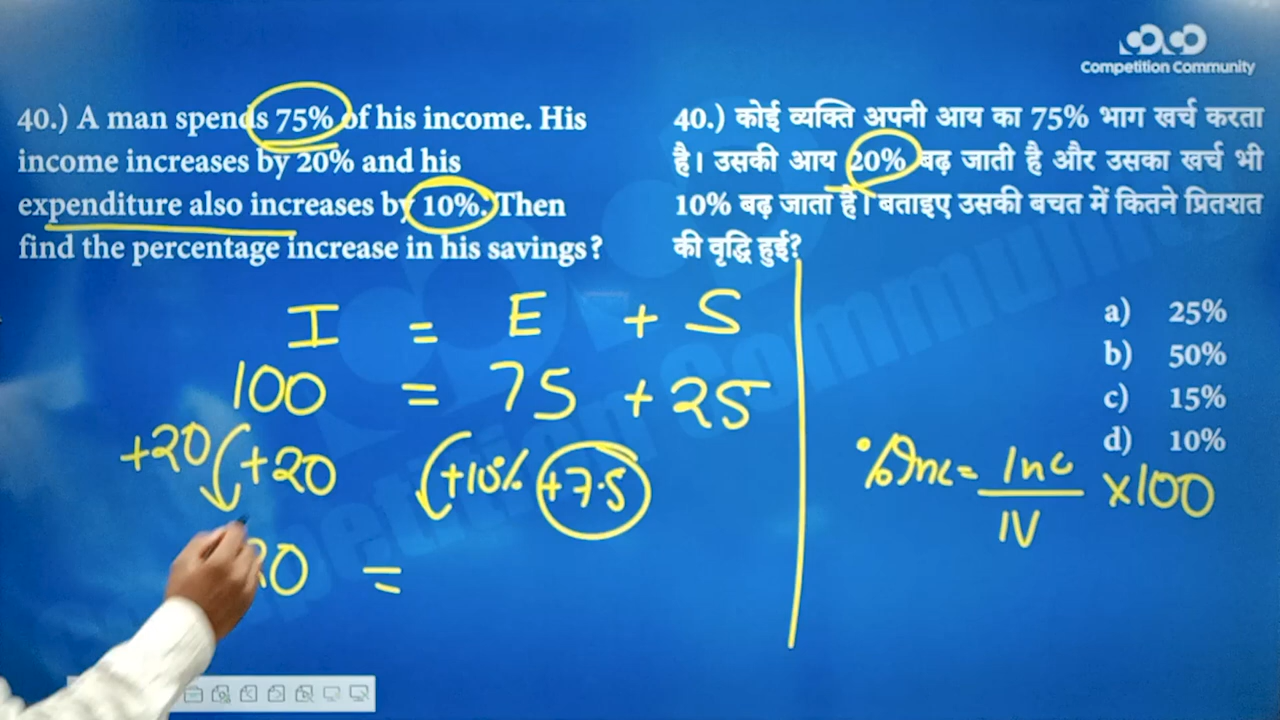 Competition Community
40.) A man spends 75% of his income. His
income increases by 20% and his
expenditure also increases by 10%. Then
find the percentage increase in his savings?
40.) कोई व्यक्ति अपनी आय का 75% भाग खर्च करता
है। उसकी आय 20% बढ़ जाती है और उसका खर्च भी
10% बढ़ जाता है। बताइए उसकी बचत में कितने प्रितशत
की वृद्धि हुई?
a) 25%
b) 50%
c) 15%
d) 10%
I = E + S
100 = 75 + 25
+20 +20 +10% +7.5
20 =
%Inc = Inc
IV
×100